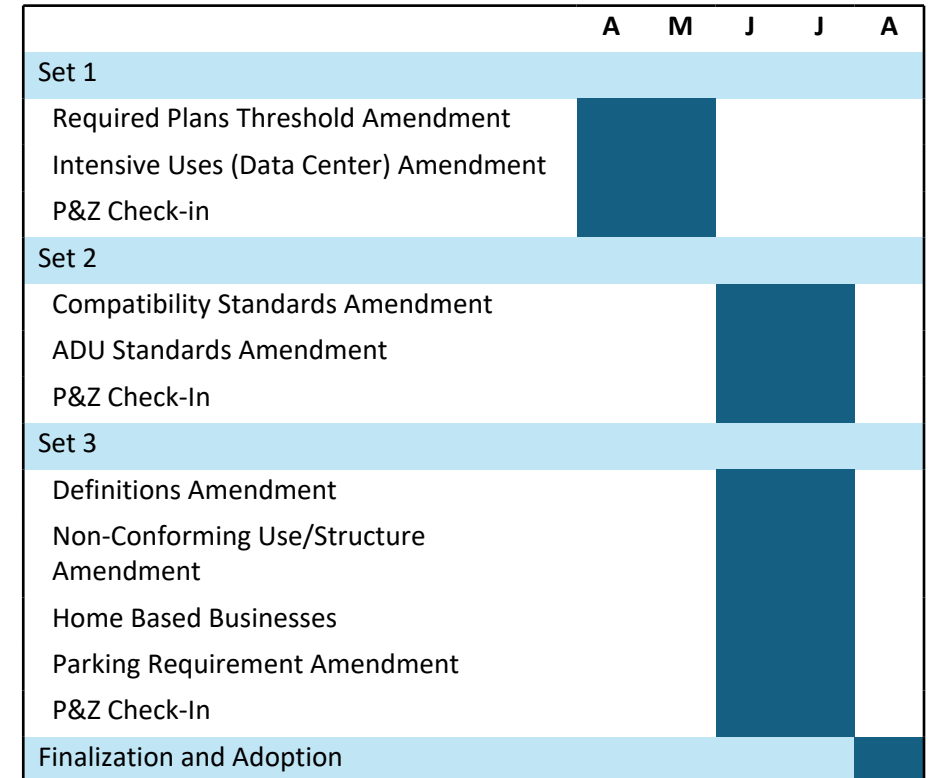 A M J J A
Set 1
Required Plans Threshold Amendment
Intensive Uses (Data Center) Amendment
P&Z Check-in
Set 2
Compatibility Standards Amendment
ADU Standards Amendment
P&Z Check-In
Set 3
Definitions Amendment
Non-Conforming Use/Structure
Amendment
Home Based Businesses
Parking Requirement Amendment
P&Z Check-In
Finalization and Adoption